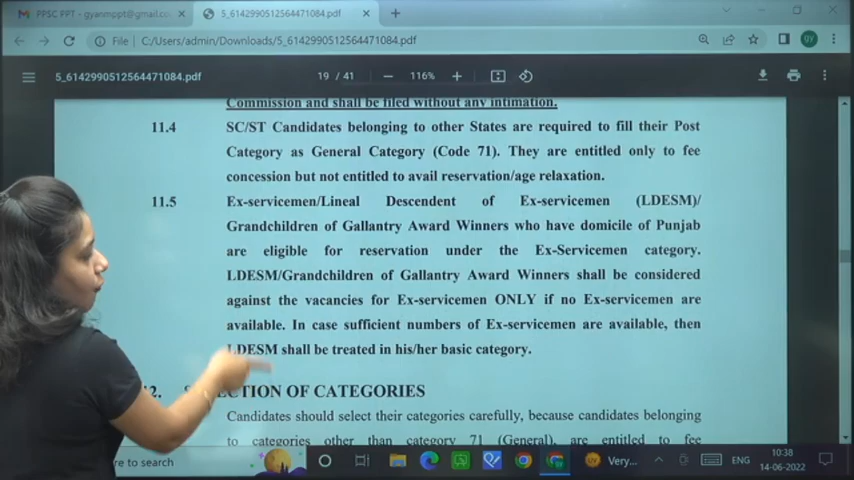 PPSC PPT - gyanmppt@gmail.co
5_6142990512564471084.pdf
File
C:/Users/admin/Downloads/5_6142990512564471084.pdf
5_6142990512564471084.pdf
19 / 41
116%
Commission and shall be filed without any intimation.
11.4 SC/ST Candidates belonging to other States are required to fill their Post
Category as General Category (Code 71). They are entitled only to fee
concession but not entitled to avail reservation/age relaxation.
11.5 Ex-servicemen/Lineal Descendent of Ex-servicemen (LDESM)/
Grandchildren of Gallantry Award Winners who have domicile of Punjab
are eligible for reservation under the Ex-Servicemen category.
LDESM/Grandchildren of Gallantry Award Winners shall be considered
against the vacancies for Ex-servicemen ONLY if no Ex-servicemen are
available. In case sufficient numbers of Ex-servicemen are available, then
LDESM shall be treated in his/her basic category.
OF CATEGORIES
Candidates should select their categories carefully, because candidates belonging
to categories other than category 71 (General), are entitled to fee
re to search
Very...
ENG
10:38
14-06-2022